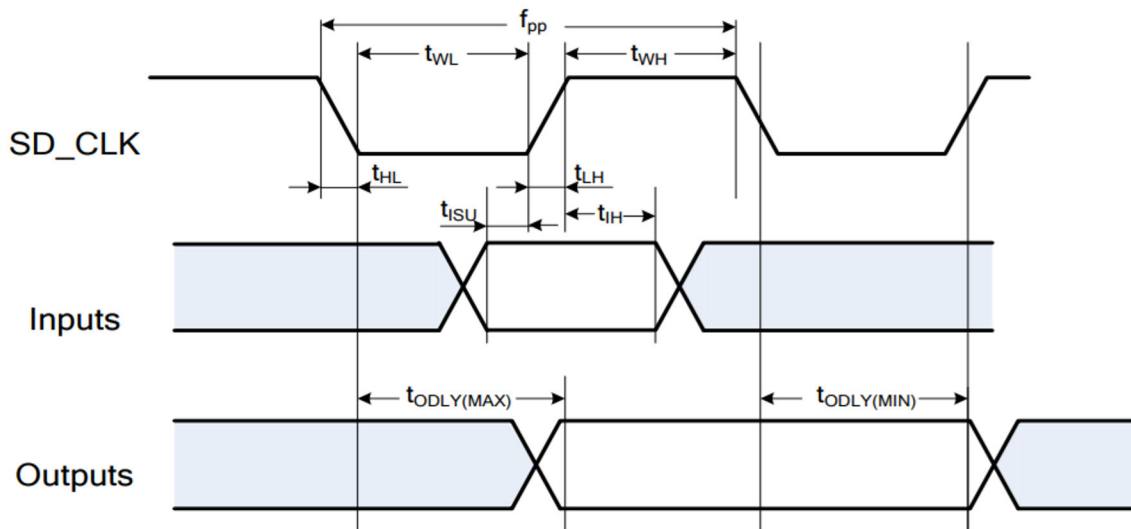 fpp
tWL
tWH
SD_CLK
tHL
tLH
tISU
tIH
Inputs
tODLY(MAX)
tODLY(MIN)
Outputs